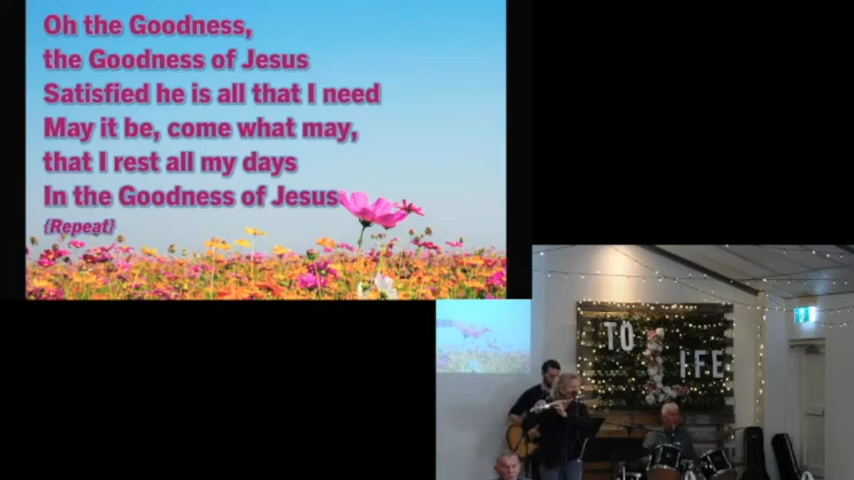 Oh the Goodness,
the Goodness of Jesus
Satisfied he is all that I need
May it be, come what may,
that I rest all my days
In the Goodness of Jesus
{Repeat}
TO
LIFE